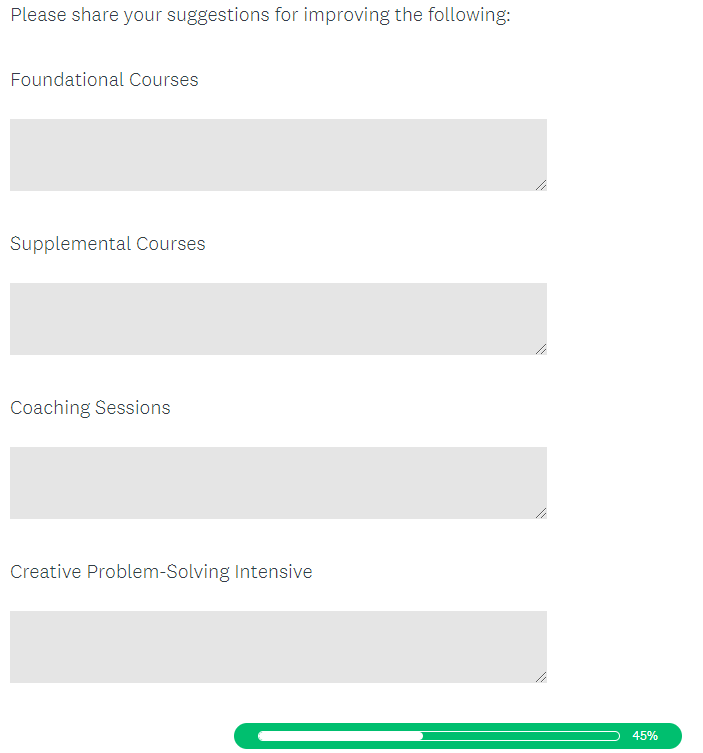 Please share your suggestions for improving the following:
Foundational Courses
Supplemental Courses
Coaching Sessions
Creative Problem-Solving Intensive
45%